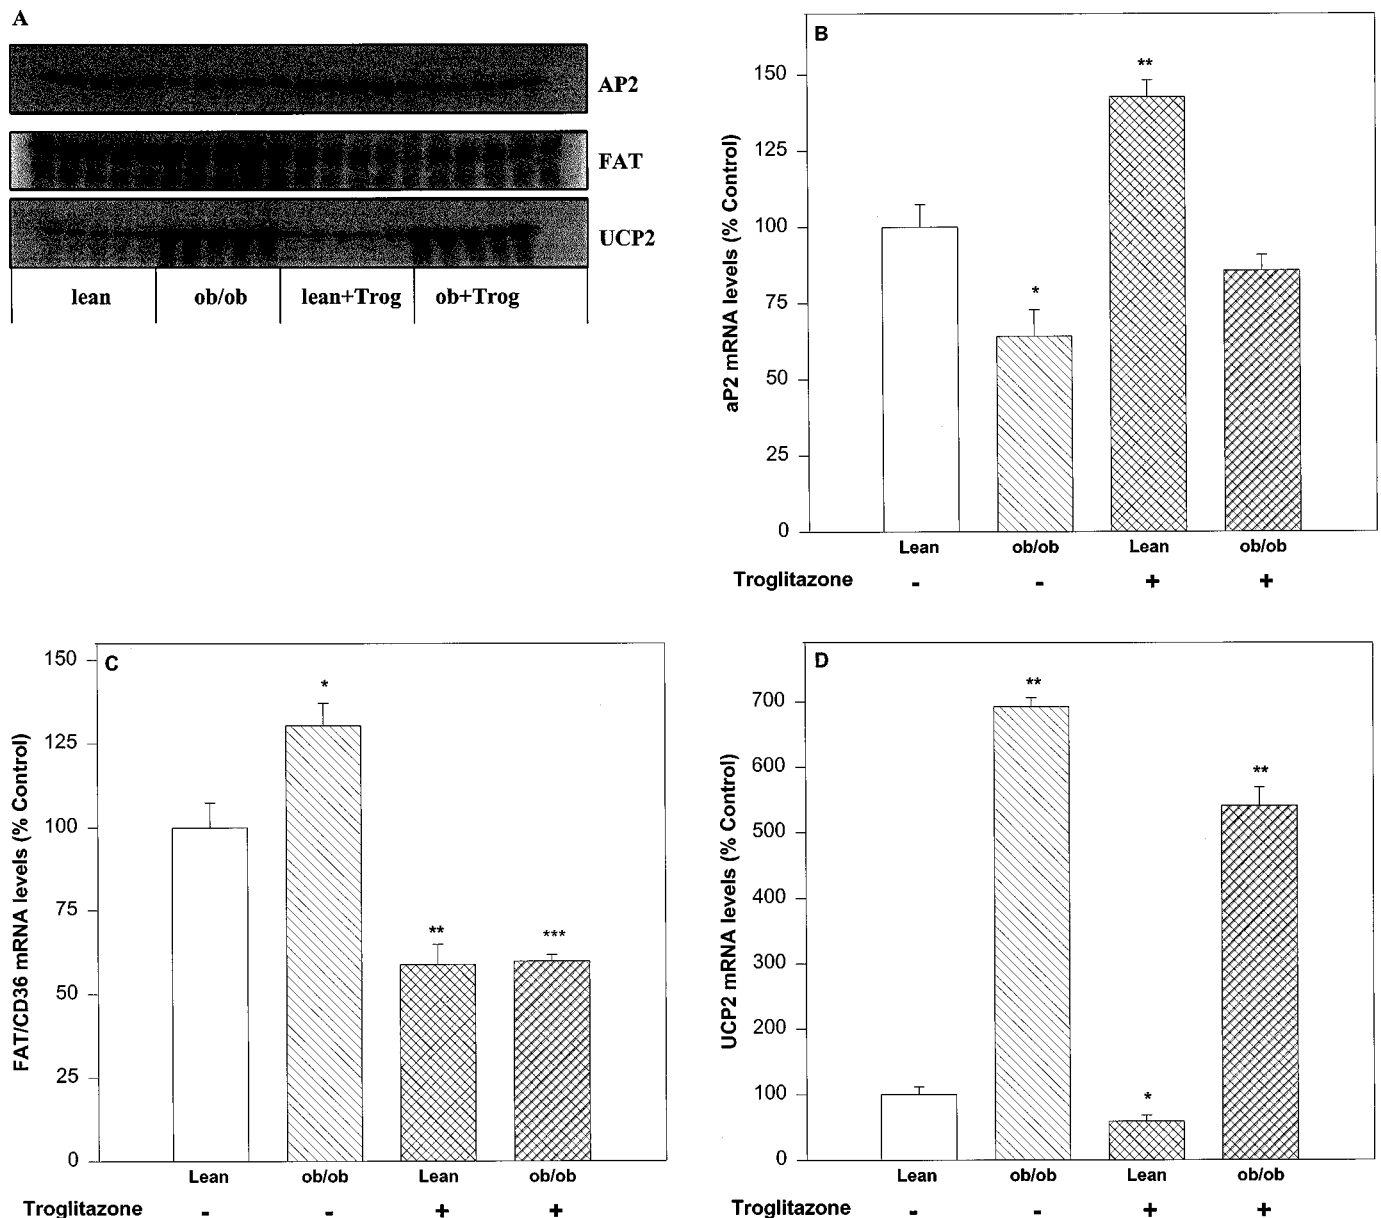 A
AP2
FAT
UCP2
lean ob/ob lean+Trog ob+Trog
B
aP2 mRNA levels (% Control)
150
125
100
75
50
25
0
**
*
Lean ob/ob Lean ob/ob
Troglitazone - - + +
C
FAT/CD36 mRNA levels (% Control)
150
125
100
75
50
25
0
*
**
***
Lean ob/ob Lean ob/ob
Troglitazone - - + +
D
UCP2 mRNA levels (% Control)
700
600
500
400
300
200
100
0
**
**
*
Lean ob/ob Lean ob/ob
Troglitazone - - + +